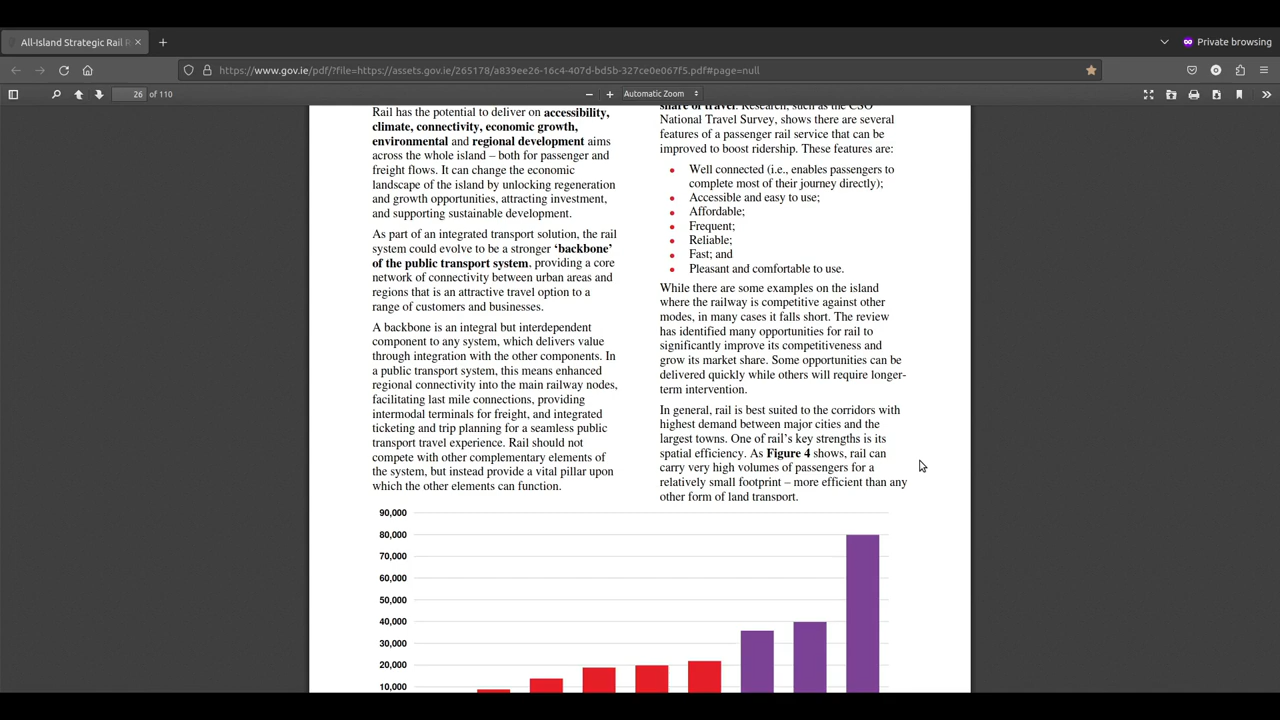 All-Island Strategic Rail R
Private browsing
https://www.gov.ie/pdf/?file=https://assets.gov.ie/265178/a839ee26-16c4-407d-bd5b-327ce0e067f5.pdf#page=null
26 of 110
Automatic Zoom
Rail has the potential to deliver on accessibility,
climate, connectivity, economic growth,
environmental and regional development aims
across the whole island – both for passenger and
freight flows. It can change the economic
landscape of the island by unlocking regeneration
and growth opportunities, attracting investment,
and supporting sustainable development.
As part of an integrated transport solution, the rail
system could evolve to be a stronger ‘backbone’
of the public transport system, providing a core
network of connectivity between urban areas and
regions that is an attractive travel option to a
range of customers and businesses.
A backbone is an integral but interdependent
component to any system, which delivers value
through integration with the other components. In
a public transport system, this means enhanced
regional connectivity into the main railway nodes,
facilitating last mile connections, providing
intermodal terminals for freight, and integrated
ticketing and trip planning for a seamless public
transport travel experience. Rail should not
compete with other complementary elements of
the system, but instead provide a vital pillar upon
which the other elements can function.
share of travel. Research, such as the CSO
National Travel Survey, shows there are several
features of a passenger rail service that can be
improved to boost ridership. These features are:
• Well connected (i.e., enables passengers to
complete most of their journey directly);
• Accessible and easy to use;
• Affordable;
• Frequent;
• Reliable;
• Fast; and
• Pleasant and comfortable to use.
While there are some examples on the island
where the railway is competitive against other
modes, in many cases it falls short. The review
has identified many opportunities for rail to
significantly improve its competitiveness and
grow its market share. Some opportunities can be
delivered quickly while others will require longer-
term intervention.
In general, rail is best suited to the corridors with
highest demand between major cities and the
largest towns. One of rail’s key strengths is its
spatial efficiency. As Figure 4 shows, rail can
carry very high volumes of passengers for a
relatively small footprint – more efficient than any
other form of land transport.
90,000
80,000
70,000
60,000
50,000
40,000
30,000
20,000
10,000